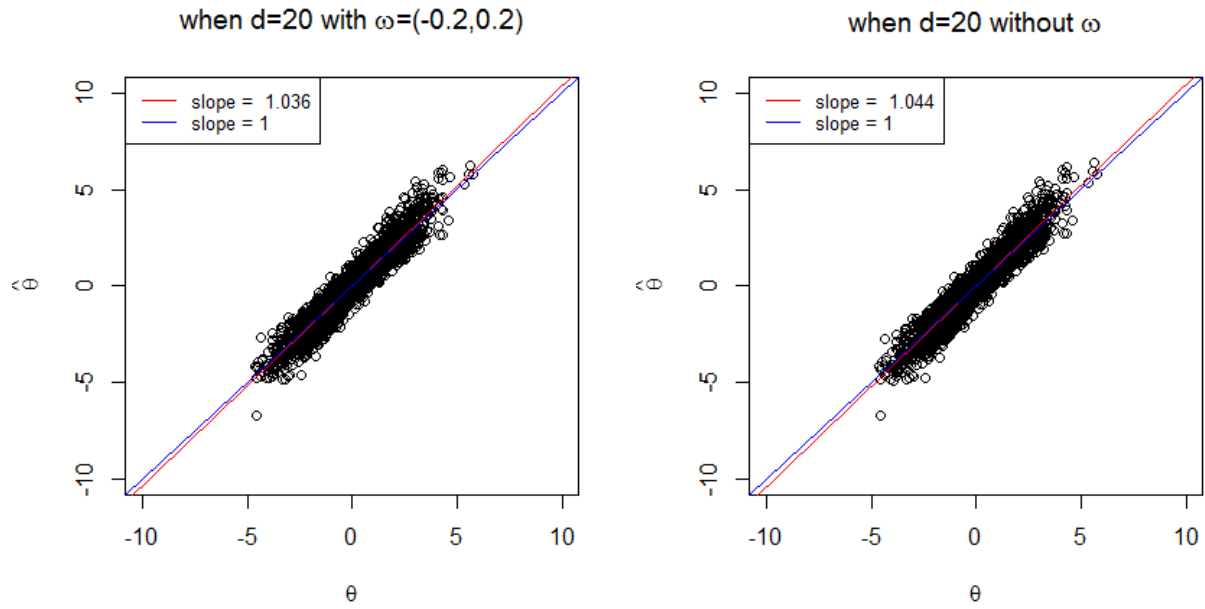 when d=20 with ω=(-0.2,0.2)
slope = 1.036
slope = 1
10
5
0
-5
-10
θ̂
-10 -5 0 5 10
θ
when d=20 without ω
slope = 1.044
slope = 1
10
5
0
-5
-10
θ̂
-10 -5 0 5 10
θ